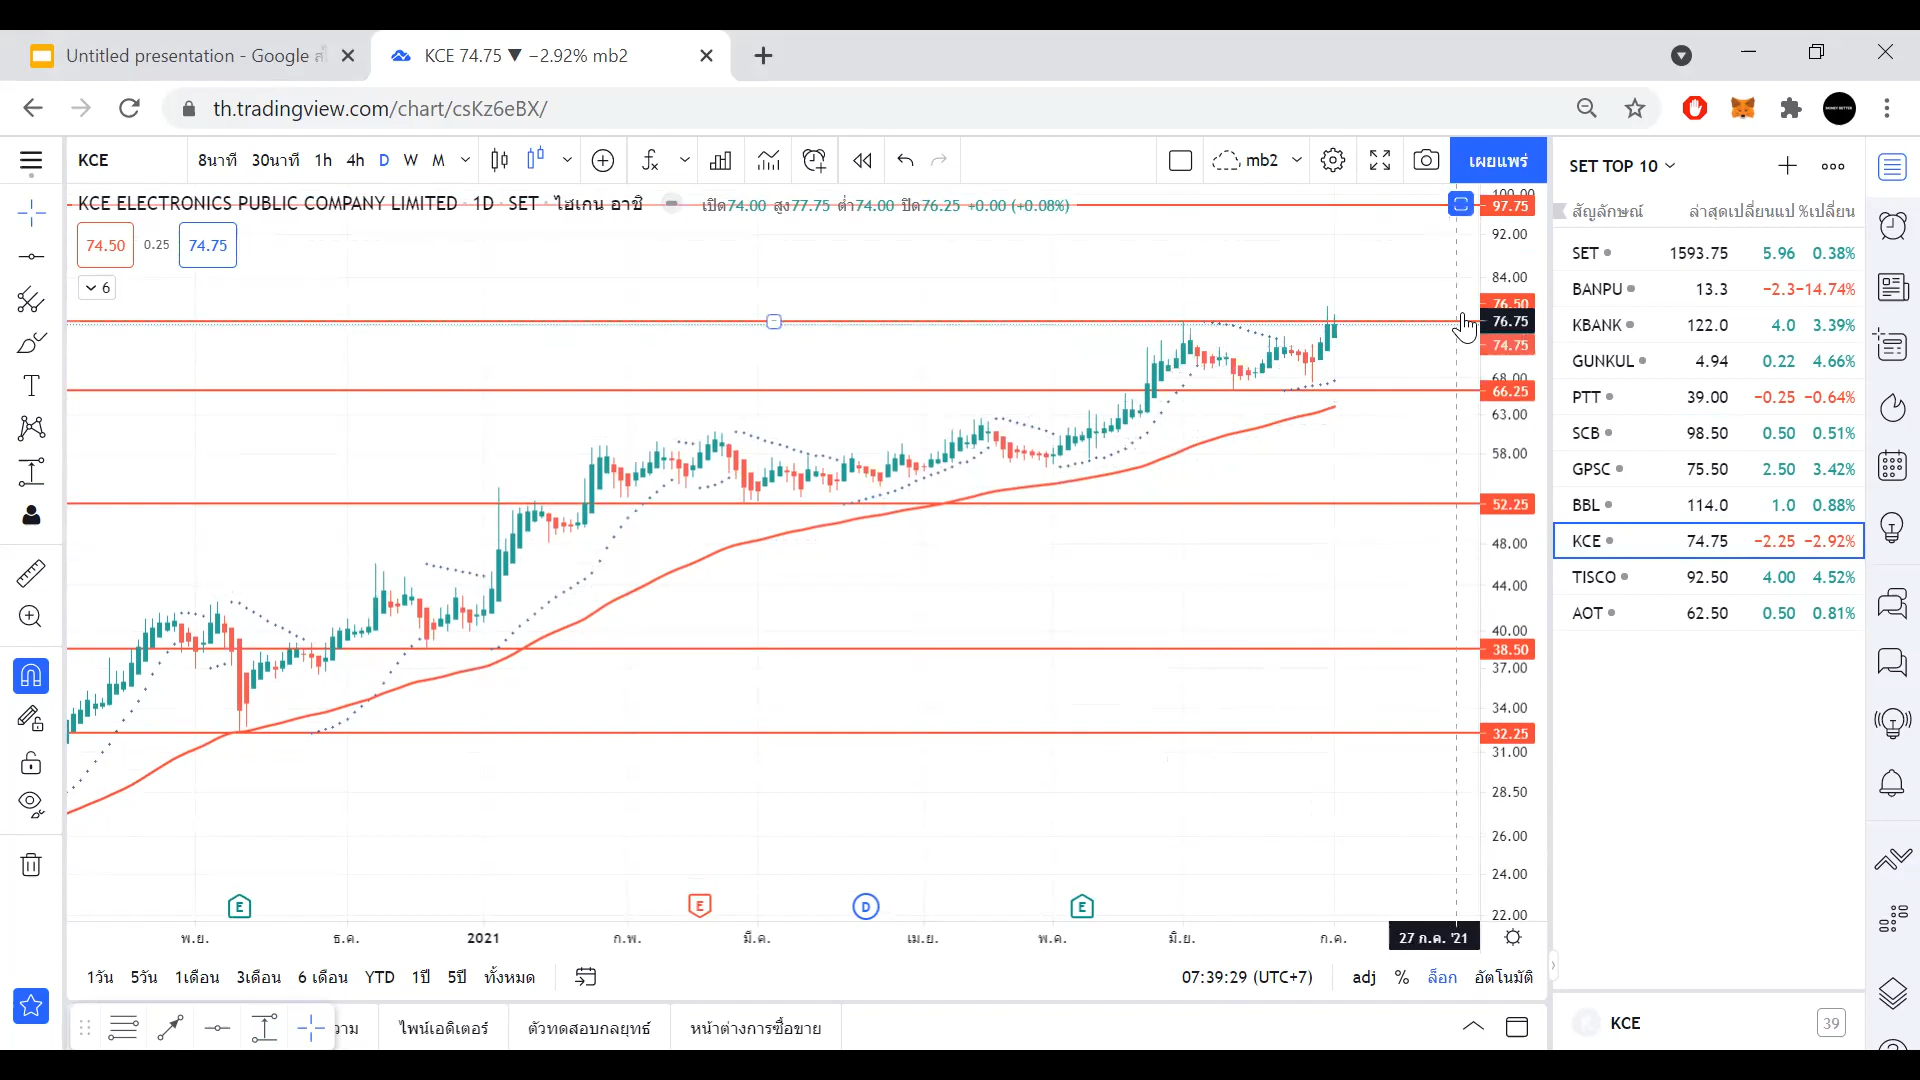 Untitled presentation - Google ส
KCE 74.75 ▼ −2.92% mb2
th.tradingview.com/chart/csKz6eBX/
KCE
8นาที 30นาที 1h 4h D W M
mb2
เผยแพร่
SET TOP 10
KCE ELECTRONICS PUBLIC COMPANY LIMITED · 1D · SET · ไฮเกน อาชิ
เปิด74.00 สูง77.75 ต่ำ74.00 ปิด76.25 +0.00 (+0.08%)
74.50 0.25 74.75
6
100.00
97.75
92.00
84.00
76.50
76.75
74.75
68.00
66.25
63.00
58.00
52.25
48.00
44.00
40.00
38.50
37.00
34.00
32.25
31.00
28.50
26.00
24.00
22.00
E E D E
พ.ย. ธ.ค. 2021 ก.พ. มี.ค. เม.ย. พ.ค. มิ.ย. ก.ค. 27 ก.ค. '21
1วัน 5วัน 1เดือน 3เดือน 6 เดือน YTD 1ปี 5ปี ทั้งหมด
07:39:29 (UTC+7) adj % ล็อก อัตโนมัติ
วาม ไพน์เอดิเตอร์ ตัวทดสอบกลยุทธ์ หน้าต่างการซื้อขาย
สัญลักษณ์ ล่าสุด เปลี่ยนแป %เปลี่ยน
SET 1593.75 5.96 0.38%
BANPU 13.3 −2.3 −14.74%
KBANK 122.0 4.0 3.39%
GUNKUL 4.94 0.22 4.66%
PTT 39.00 −0.25 −0.64%
SCB 98.50 0.50 0.51%
GPSC 75.50 2.50 3.42%
BBL 114.0 1.0 0.88%
KCE 74.75 −2.25 −2.92%
TISCO 92.50 4.00 4.52%
AOT 62.50 0.50 0.81%
KCE 39